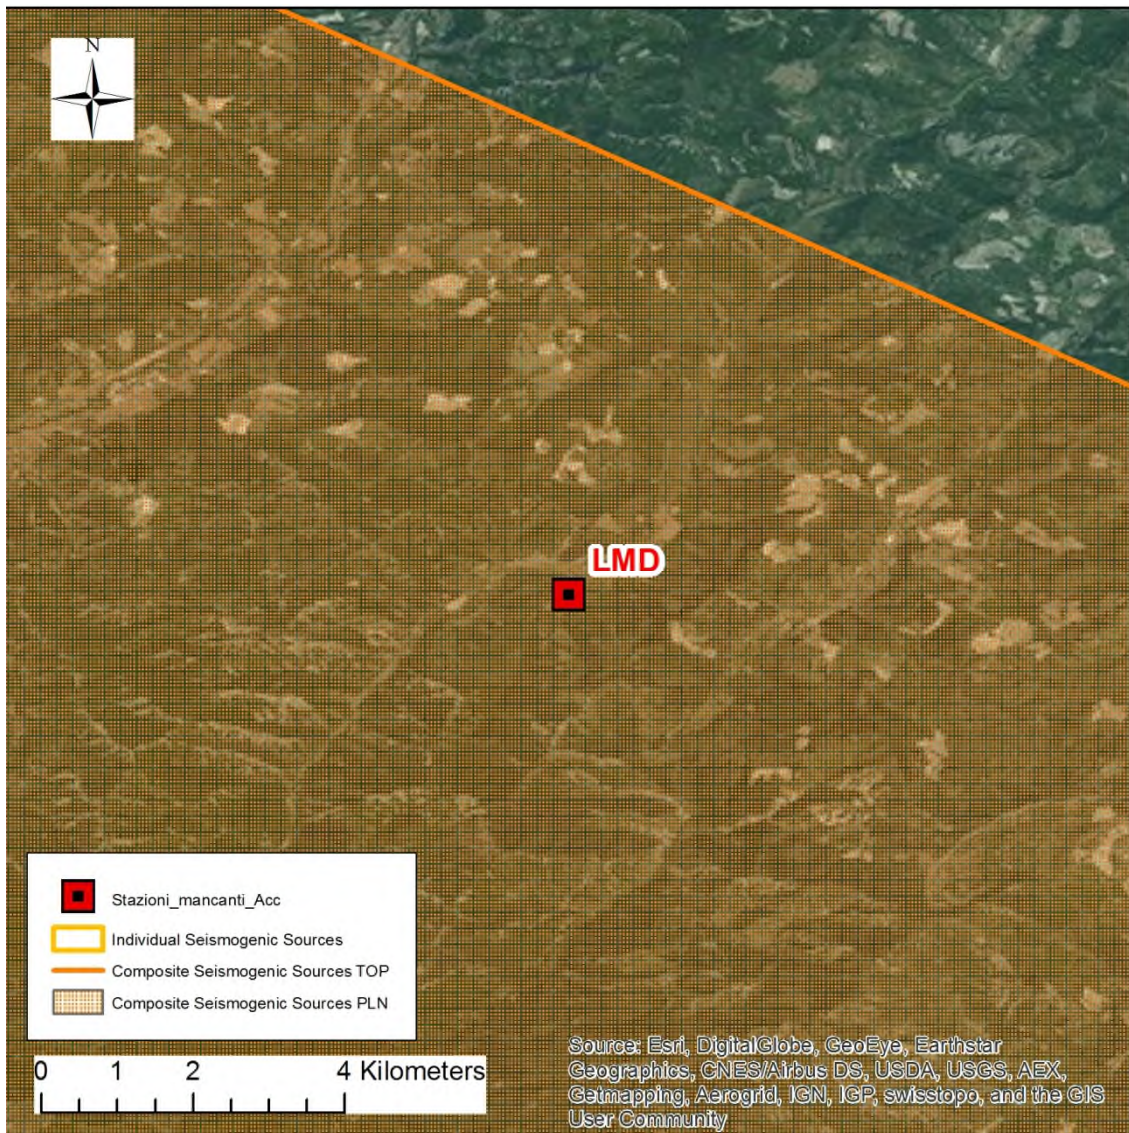 N
LMD
Stazioni_mancanti_Acc
Individual Seismogenic Sources
Composite Seismogenic Sources TOP
Composite Seismogenic Sources PLN
0 1 2 4 Kilometers
Source: Esri, DigitalGlobe, GeoEye, Earthstar
Geographics, CNES/Airbus DS, USDA, USGS, AEX,
Getmapping, Aerogrid, IGN, IGP, swisstopo, and the GIS
User Community